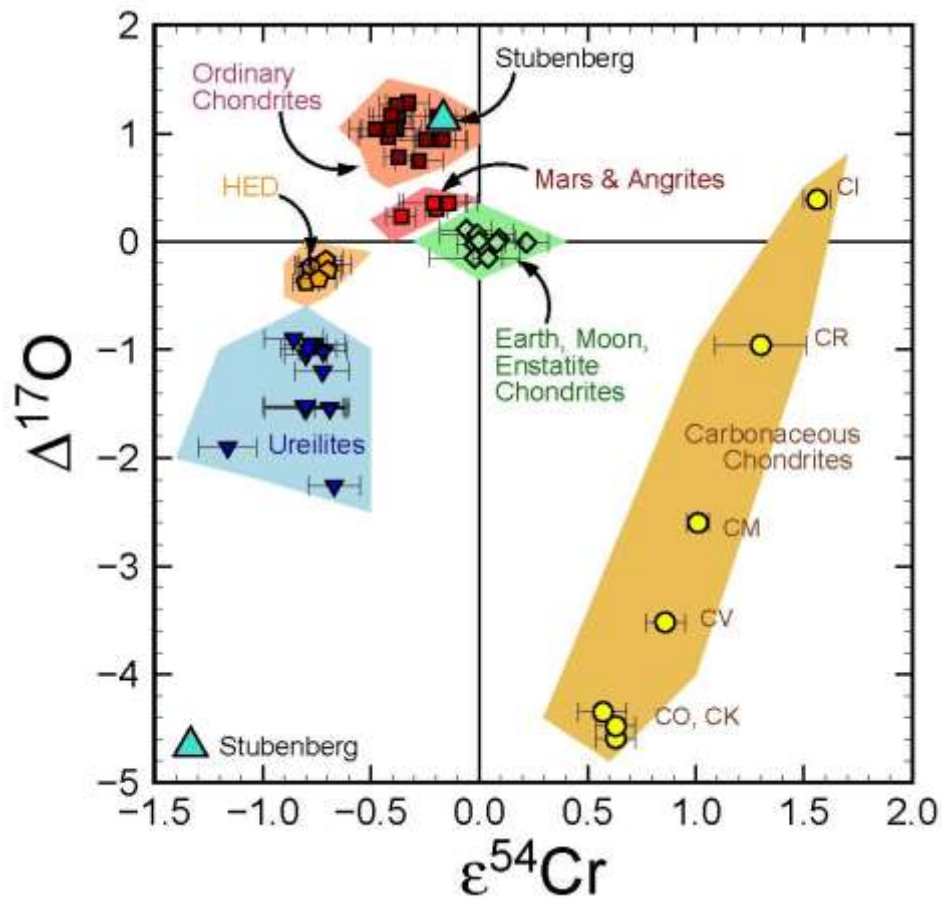 2
1
0
−1
−2
−3
−4
−5
Δ17O
Ordinary
Chondrites
Stubenberg
HED
Mars & Angrites
CI
Earth, Moon,
Enstatite
Chondrites
CR
Ureilites
Carbonaceous
Chondrites
CM
CV
CO, CK
Stubenberg
−1.5 −1.0 −0.5 0.0 0.5 1.0 1.5 2.0
ε54Cr